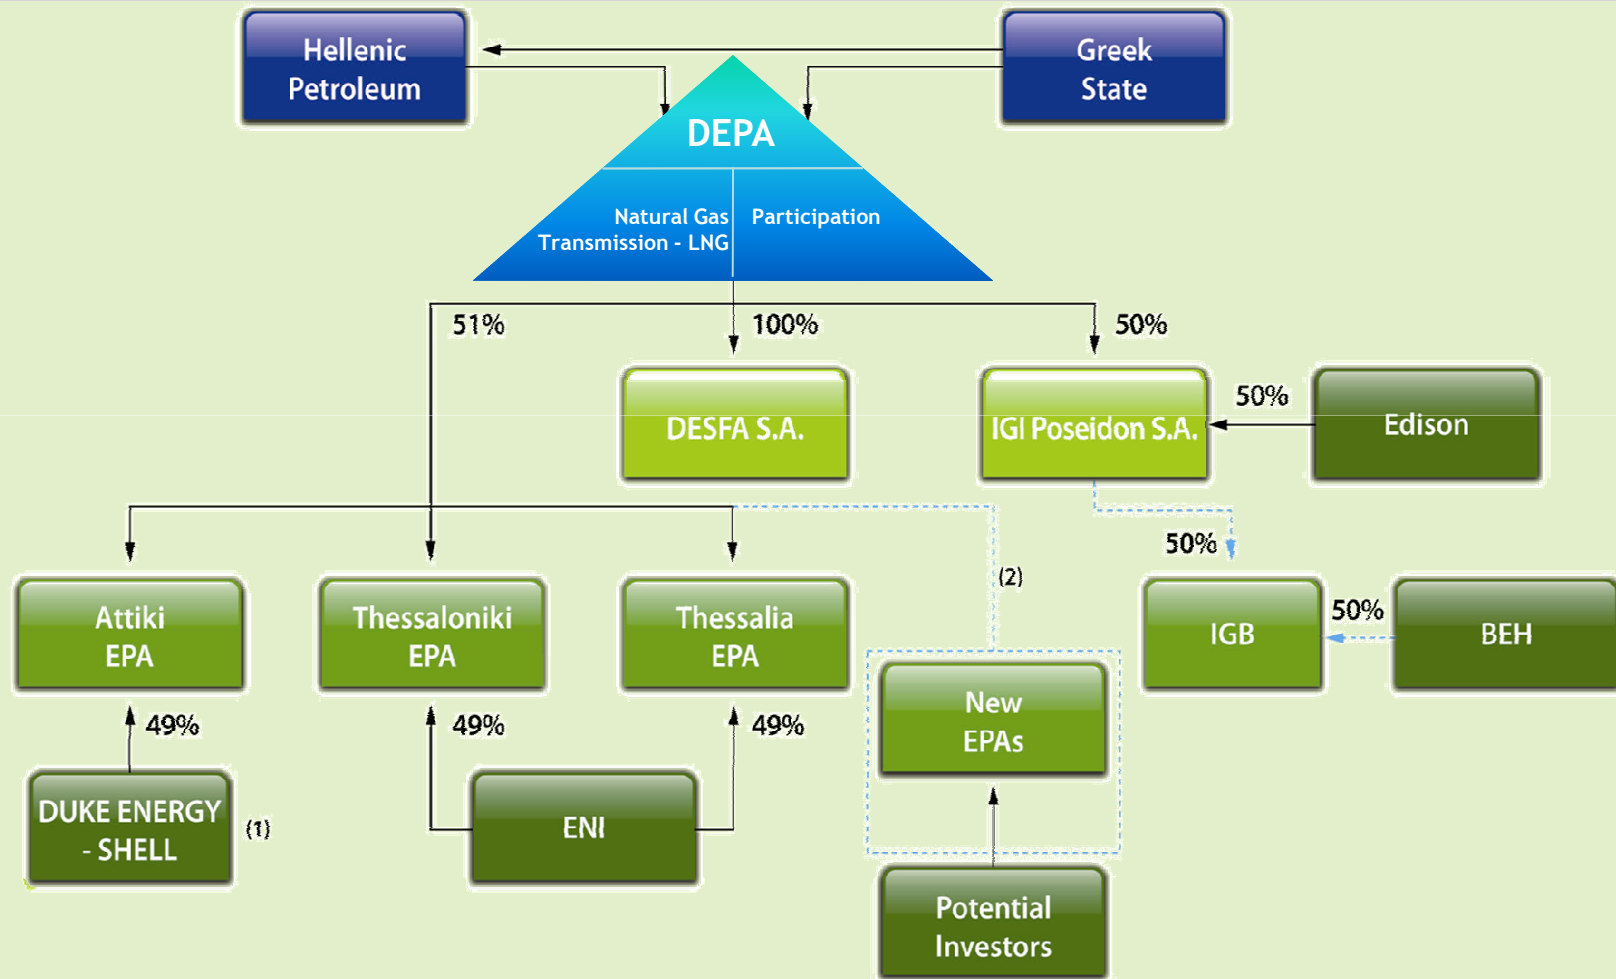 Hellenic
Petroleum
Greek
State
DEPA
Natural Gas
Transmission - LNG
Participation
51%
100%
50%
DESFA S.A.
IGI Poseidon S.A.
50%
Edison
50%
(2)
Attiki
EPA
Thessaloniki
EPA
Thessalia
EPA
IGB
50%
BEH
New
EPAs
49%
49%
49%
DUKE ENERGY
- SHELL
(1)
ENI
Potential
Investors